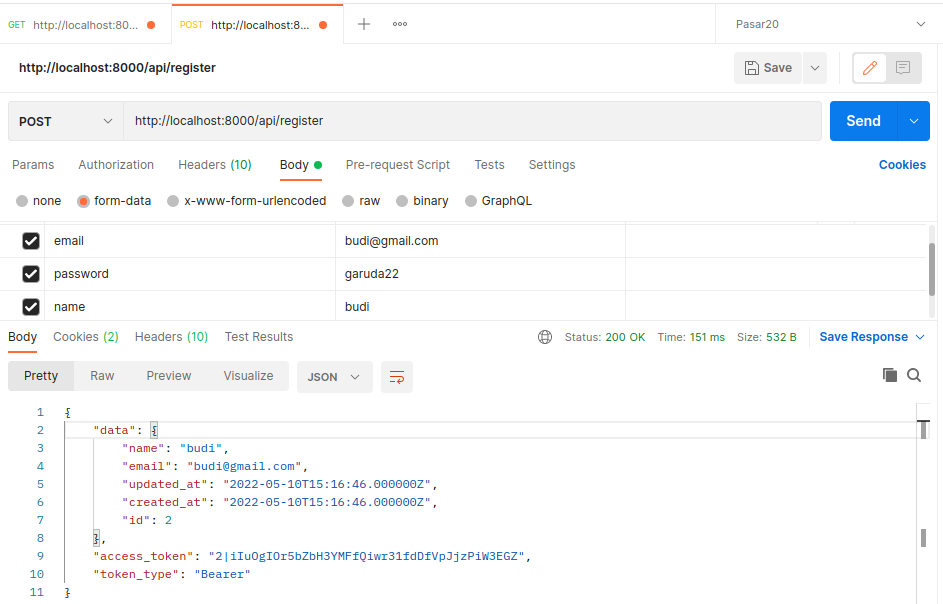 GET http://localhost:80... POST http://localhost:8... Pasar20
http://localhost:8000/api/register Save
POST http://localhost:8000/api/register Send
Params Authorization Headers (10) Body Pre-request Script Tests Settings Cookies
none form-data x-www-form-urlencoded raw binary GraphQL
email budi@gmail.com
password garuda22
name budi
Body Cookies (2) Headers (10) Test Results Status: 200 OK Time: 151 ms Size: 532 B Save Response
Pretty Raw Preview Visualize JSON
1 {
2 "data": {
3 "name": "budi",
4 "email": "budi@gmail.com",
5 "updated_at": "2022-05-10T15:16:46.000000Z",
6 "created_at": "2022-05-10T15:16:46.000000Z",
7 "id": 2
8 },
9 "access_token": "2|iIuOgIOr5bZbH3YMFfQiwr31fdDfVpJjzPiW3EGZ",
10 "token_type": "Bearer"
11 }